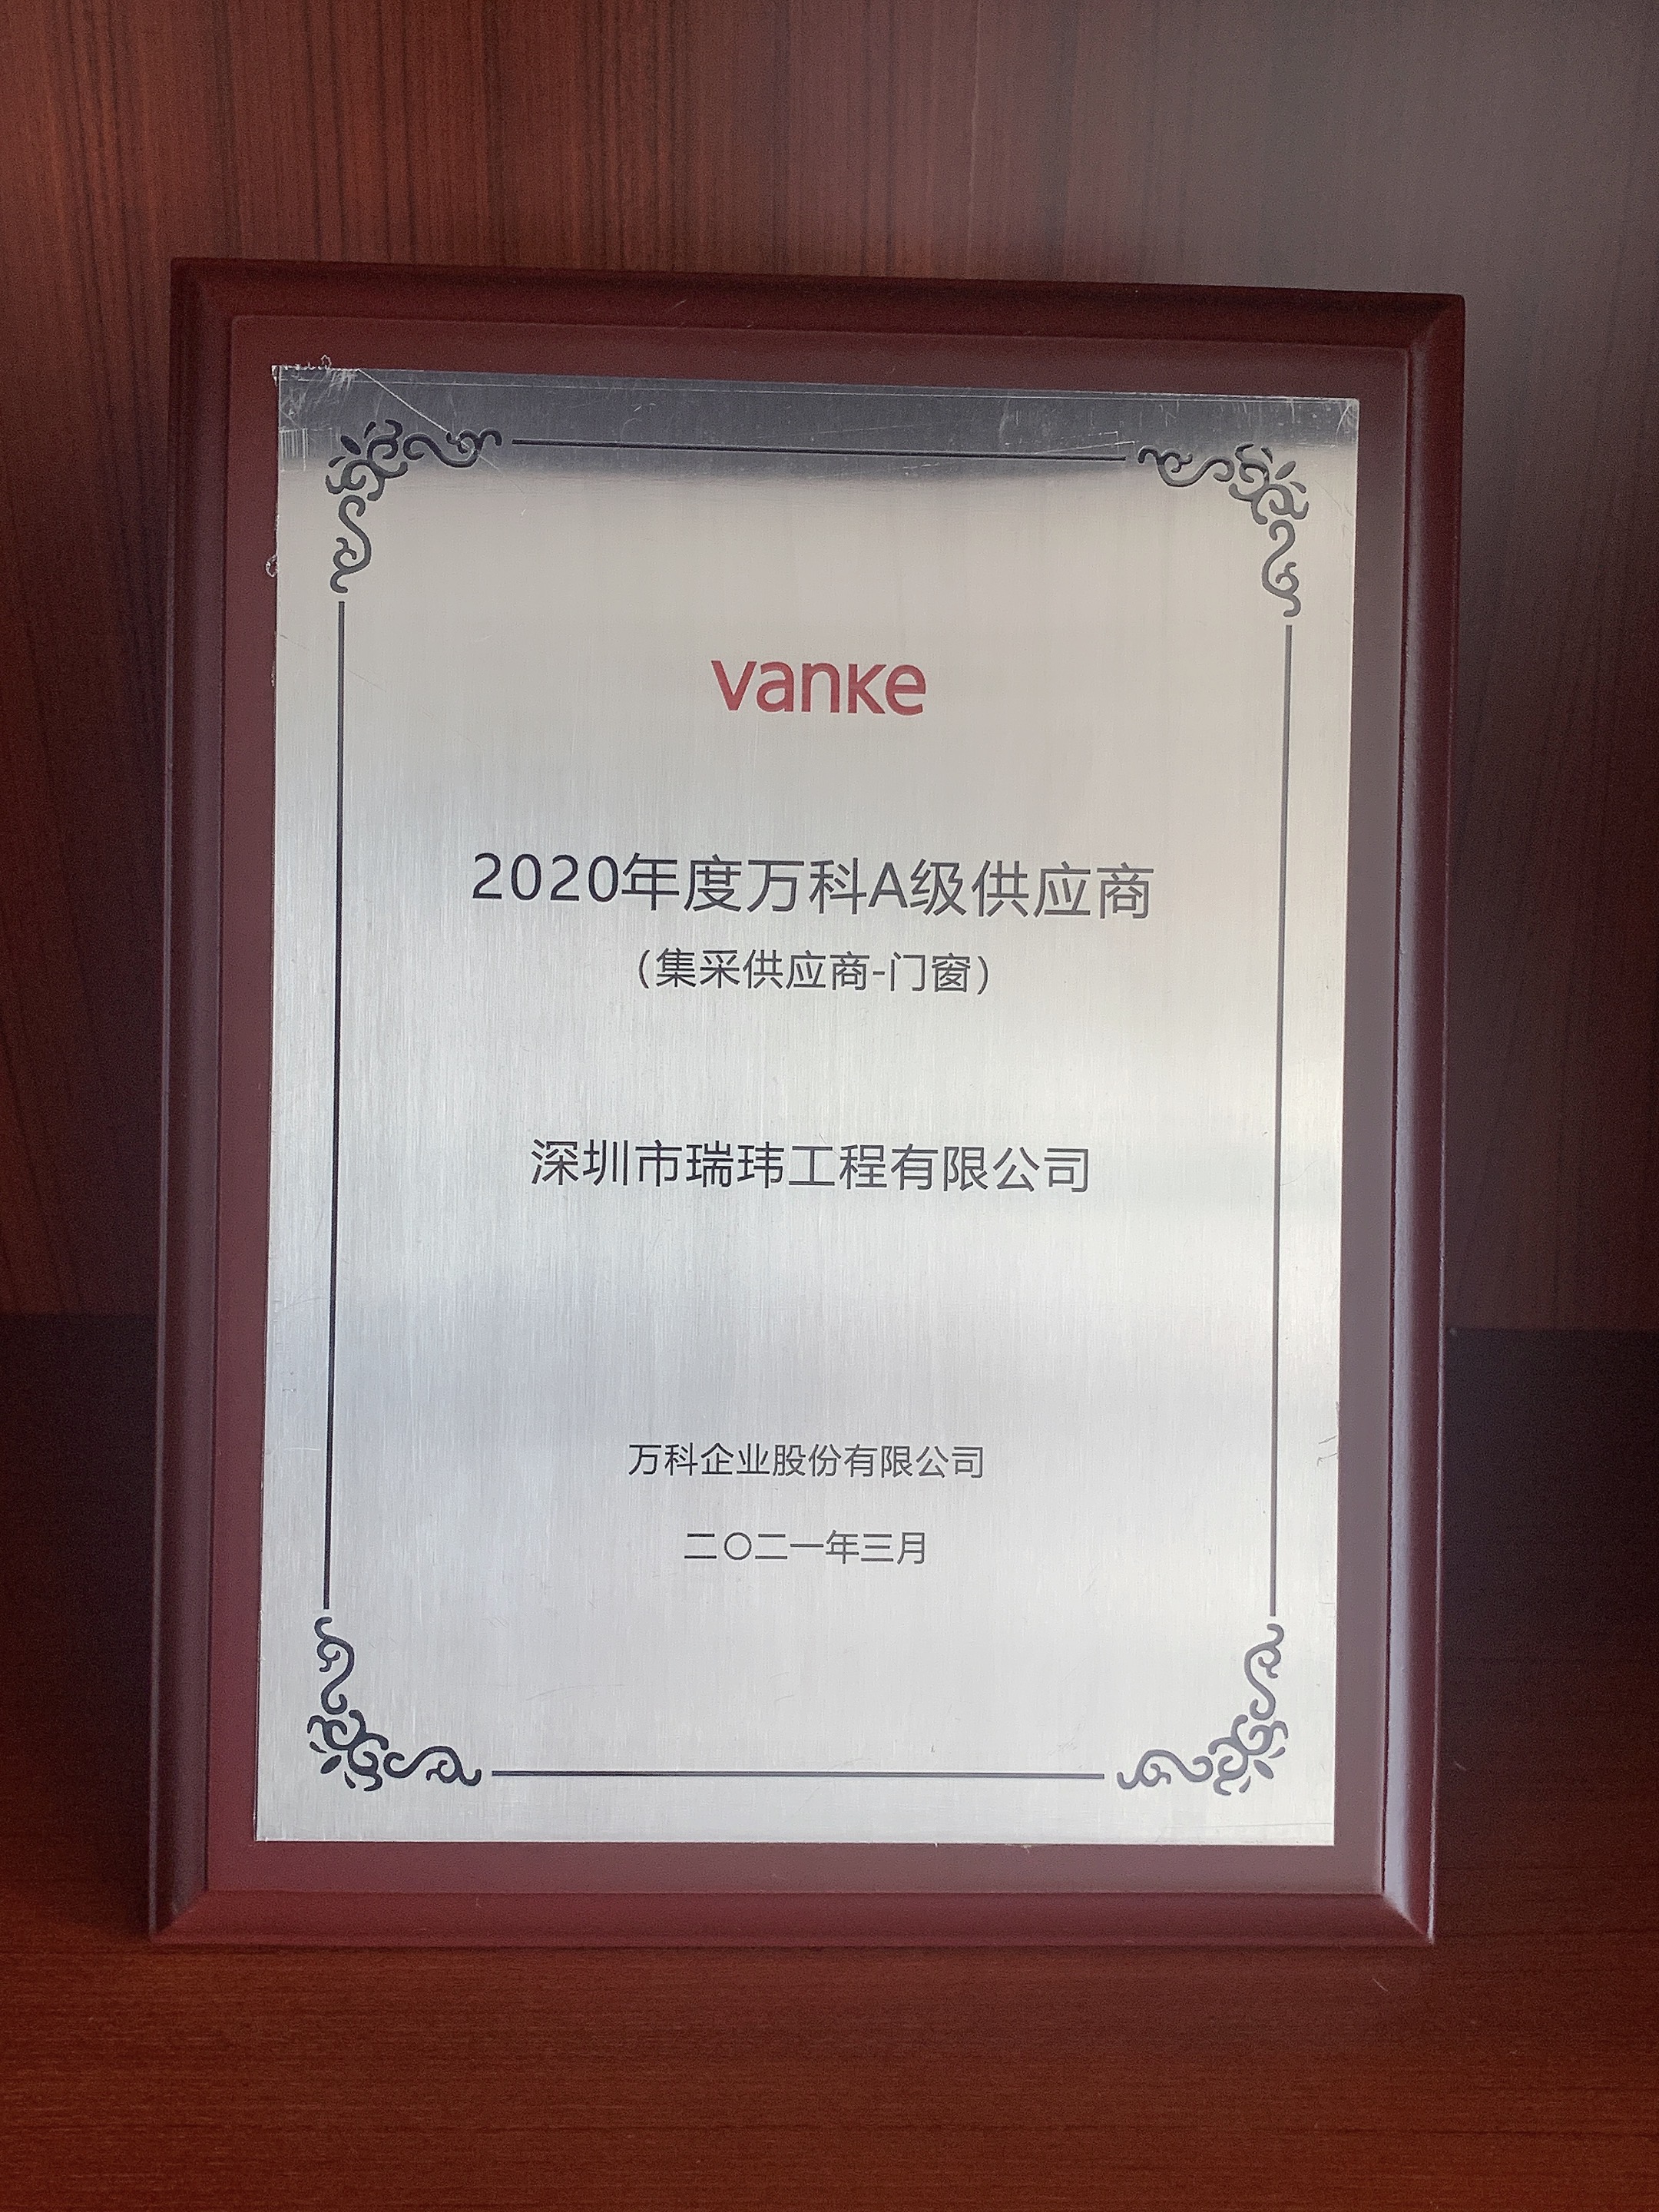 vanke
2020年度万科A级供应商
（集采供应商-门窗）
深圳市瑞玮工程有限公司
万科企业股份有限公司
二〇二一年三月